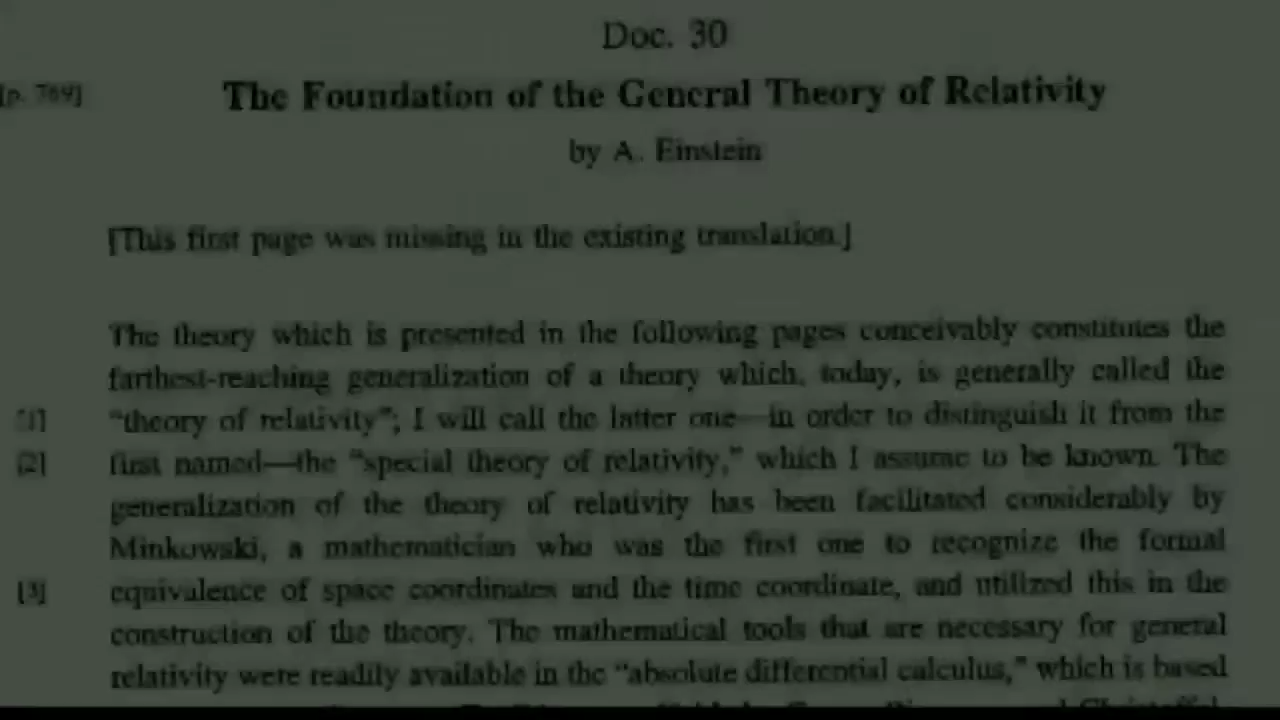 Doc. 30
[p. 769] The Foundation of the General Theory of Relativity
by A. Einstein
[This first page was missing in the existing translation.]
The theory which is presented in the following pages conceivably constitutes the
farthest-reaching generalization of a theory which, today, is generally called the
[1] “theory of relativity”; I will call the latter one—in order to distinguish it from the
[2] first named—the “special theory of relativity,” which I assume to be known. The
generalization of the theory of relativity has been facilitated considerably by
Minkowski, a mathematician who was the first one to recognize the formal
[3] equivalence of space coordinates and the time coordinate, and utilized this in the
construction of the theory. The mathematical tools that are necessary for general
relativity were readily available in the “absolute differential calculus,” which is based